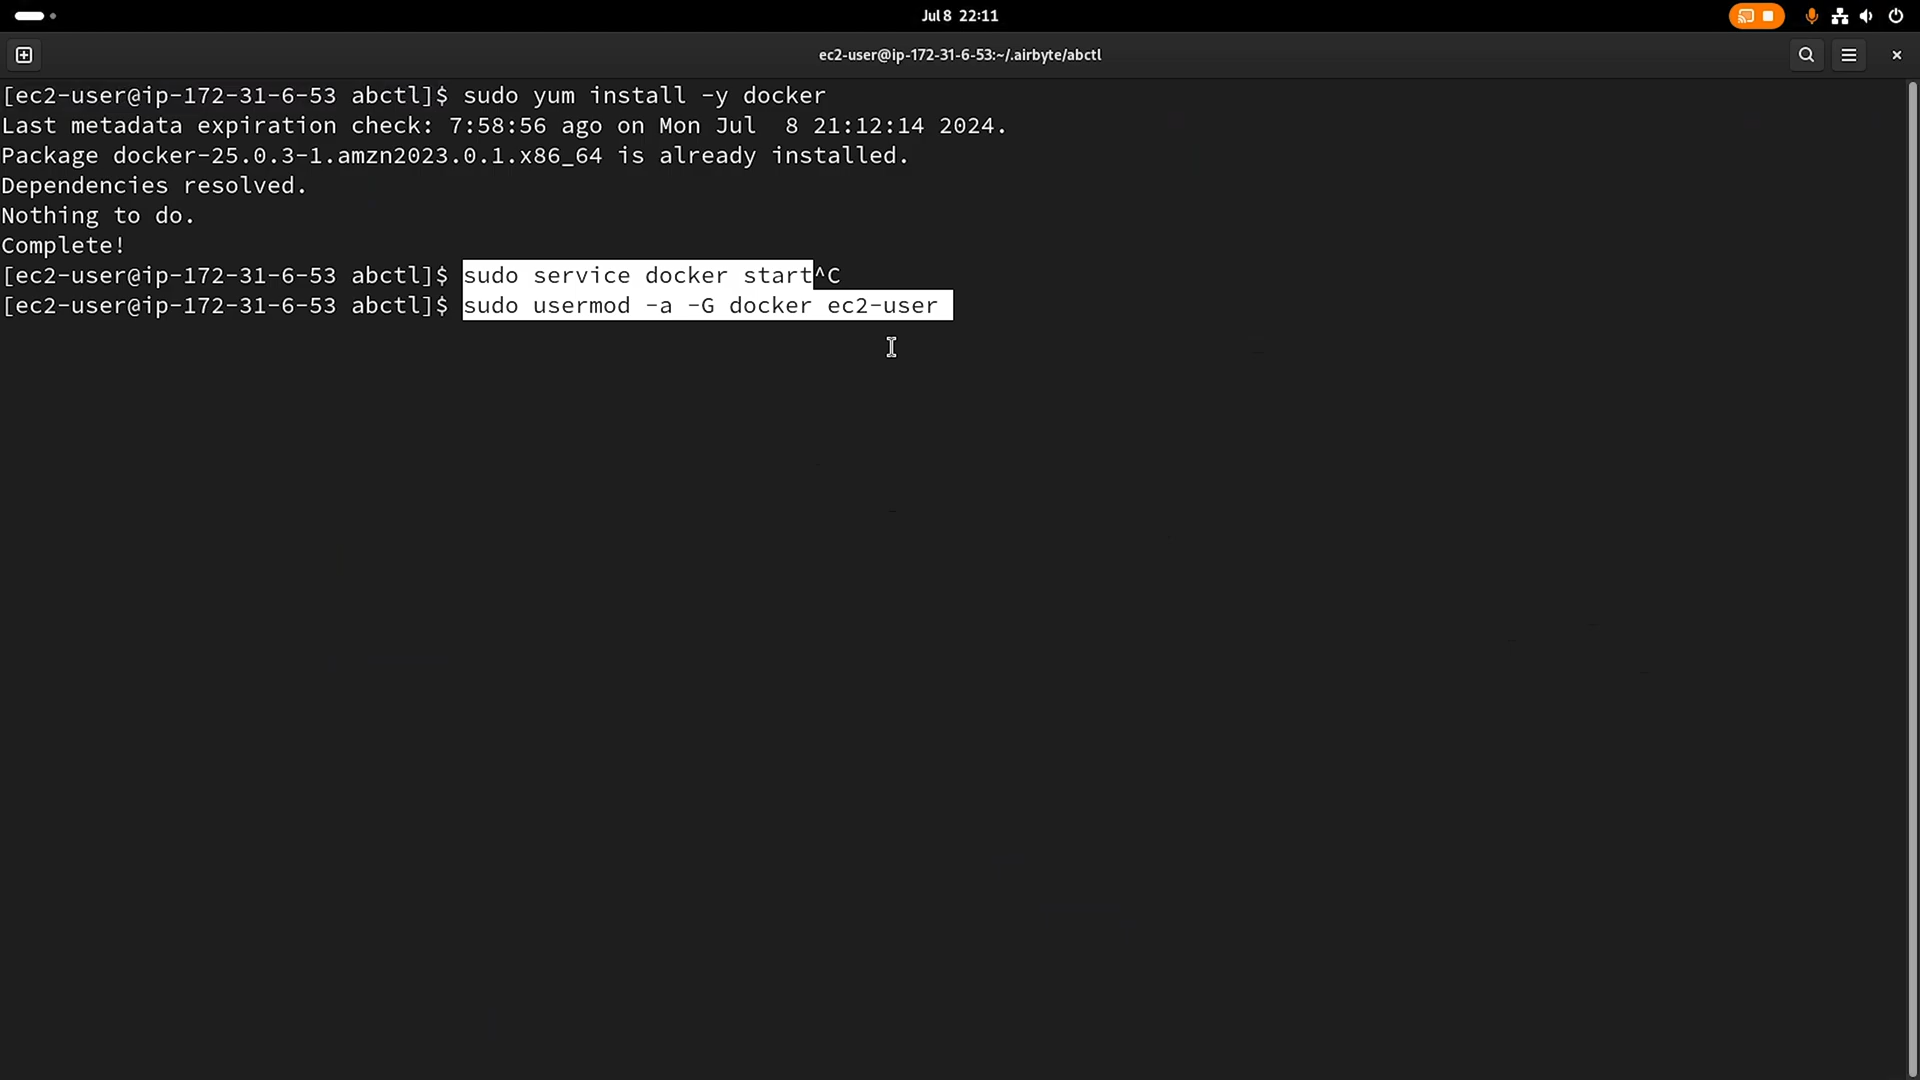 Jul 8 22:11
ec2-user@ip-172-31-6-53:~/.airbyte/abctl
[ec2-user@ip-172-31-6-53 abctl]$ sudo yum install -y docker
Last metadata expiration check: 7:58:56 ago on Mon Jul  8 21:12:14 2024.
Package docker-25.0.3-1.amzn2023.0.1.x86_64 is already installed.
Dependencies resolved.
Nothing to do.
Complete!
[ec2-user@ip-172-31-6-53 abctl]$ sudo service docker start^C
[ec2-user@ip-172-31-6-53 abctl]$ sudo usermod -a -G docker ec2-user